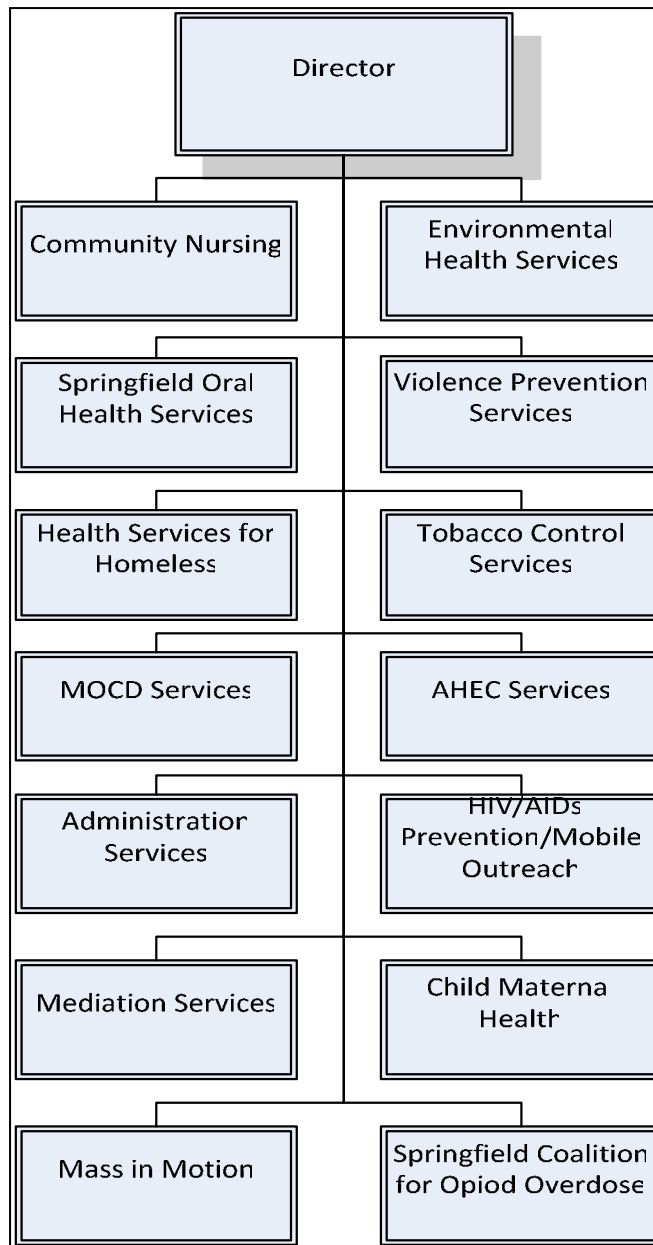 Director
Community Nursing
Environmental
Health Services
Springfield Oral
Health Services
Violence Prevention
Services
Health Services for
Homeless
Tobacco Control
Services
MOCD Services
AHEC Services
Administration
Services
HIV/AIDs
Prevention/Mobile
Outreach
Mediation Services
Child Materna
Health
Mass in Motion
Springfield Coalition
for Opiod Overdose